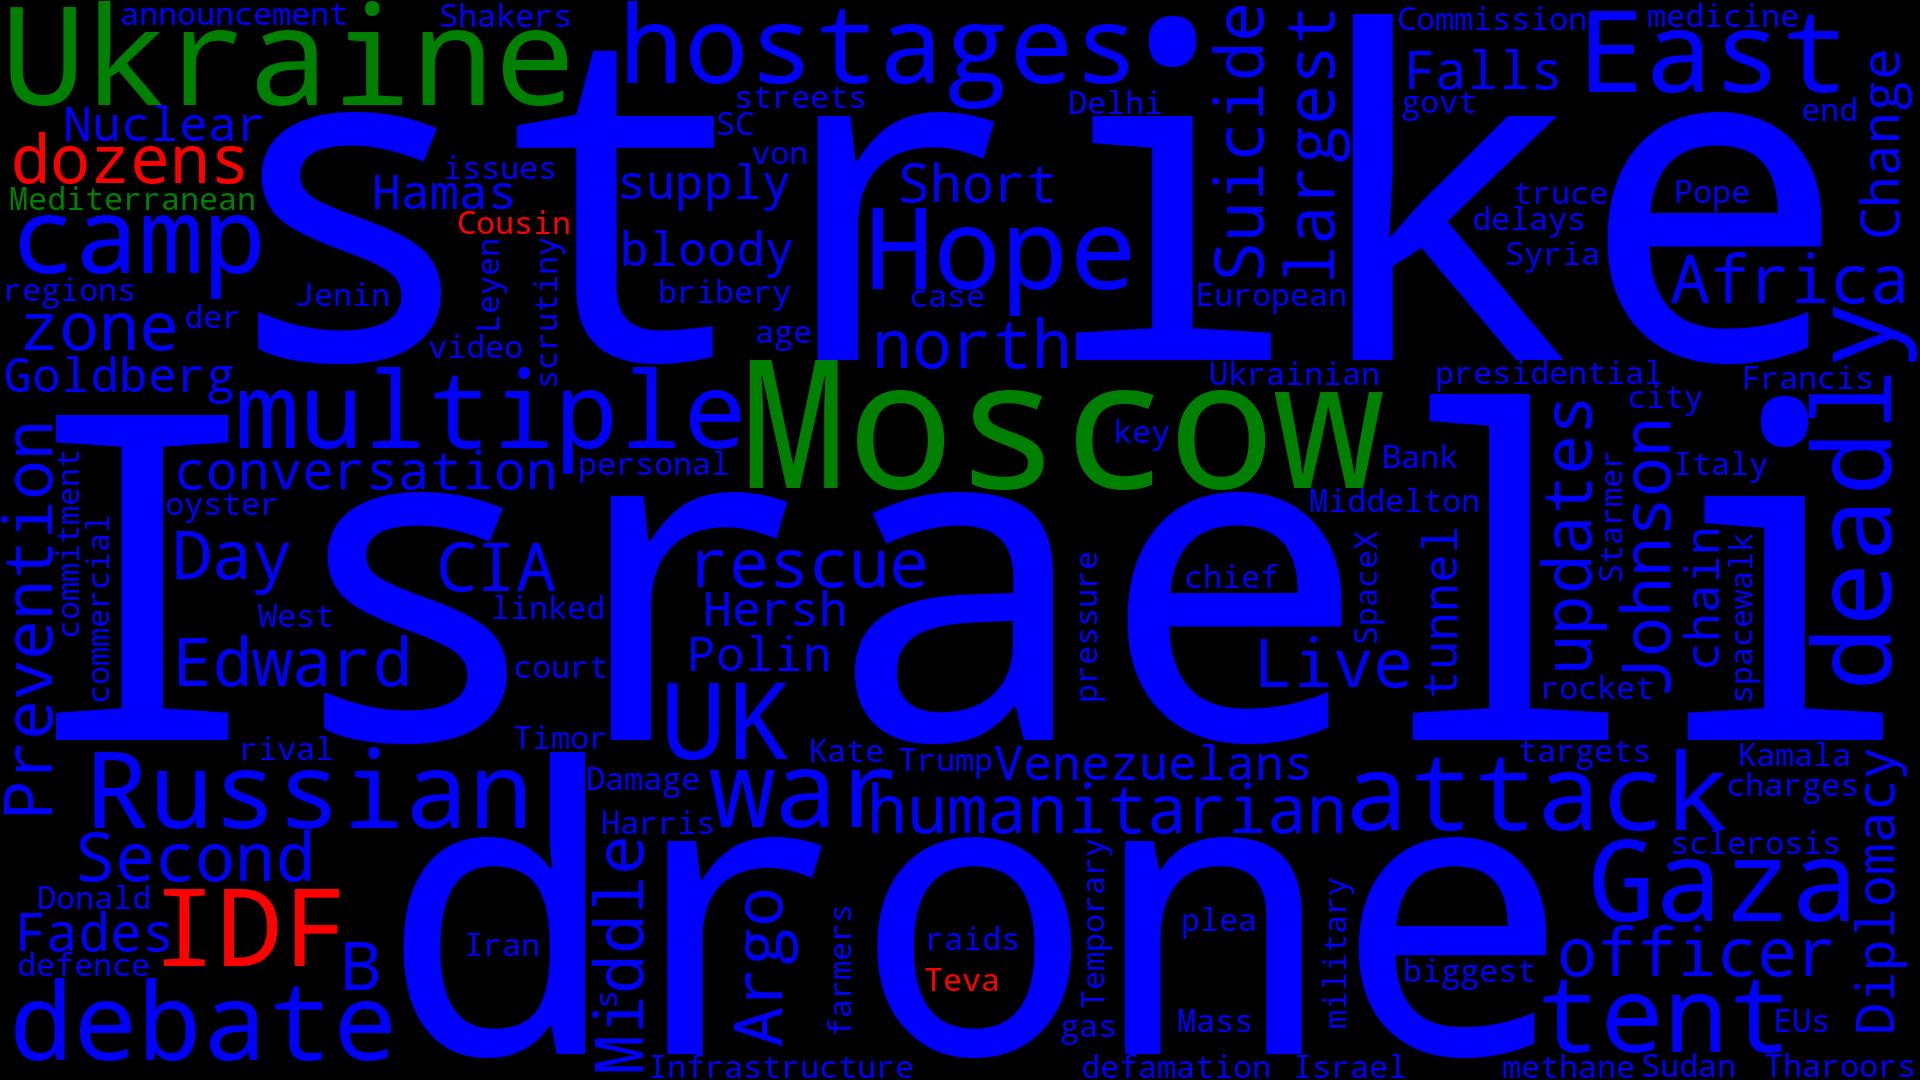 announcement
Shakers
Commission
medicine
Ukraine
hostages
Suicide
largest
Falls
East
streets
Delhi
govt
end
Change
Nuclear
SC
dozens
strike
issues
von
Mediterranean
Hamas
supply
Short
truce
Pope
Cousin
delays
camp
bloody
Hope
Syria
Leyen
scrutiny
regions
Jenin
bribery
case
European
Africa
zone
der
age
north
video
Goldberg
Ukrainian
presidential
Francis
multiple
Moscow
city
key
deadly
Prevention
conversation
personal
Bank
updates
Starmer
Johnson
Italy
commitment
commercial
oyster
Middelton
Israeli
Day
CIA
rescue
pressure
chief
SpaceX
tunnel
chain
spacewalk
West
linked
Hersh
Edward
court
Polin
Live
rocket
UK
rival
Timor
Kate
Trump
Venezuelans
targets
Kamala
Russian
Damage
war
humanitarian
attack
charges
Harris
Second
Middle
sclerosis
Diplomacy
drone
Temporary
Gaza
Donald
IDF
Argo
farmers
military
Fades
Iran
raids
plea
officer
defence
B
Teva
biggest
debate
Mis
gas
Mass
tent
EUs
Infrastructure
defamation
Israel
methane
Sudan
Tharoors